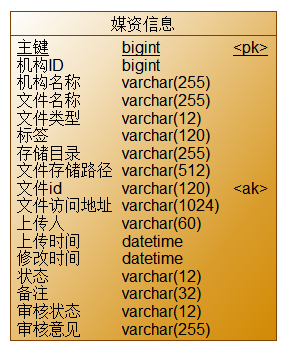 媒资信息
主键 bigint <pk>
机构ID bigint
机构名称 varchar(255)
文件名称 varchar(255)
文件类型 varchar(12)
标签 varchar(120)
存储目录 varchar(255)
文件存储路径 varchar(512)
文件id varchar(120) <ak>
文件访问地址 varchar(1024)
上传人 varchar(60)
上传时间 datetime
修改时间 datetime
状态 varchar(12)
备注 varchar(32)
审核状态 varchar(12)
审核意见 varchar(255)